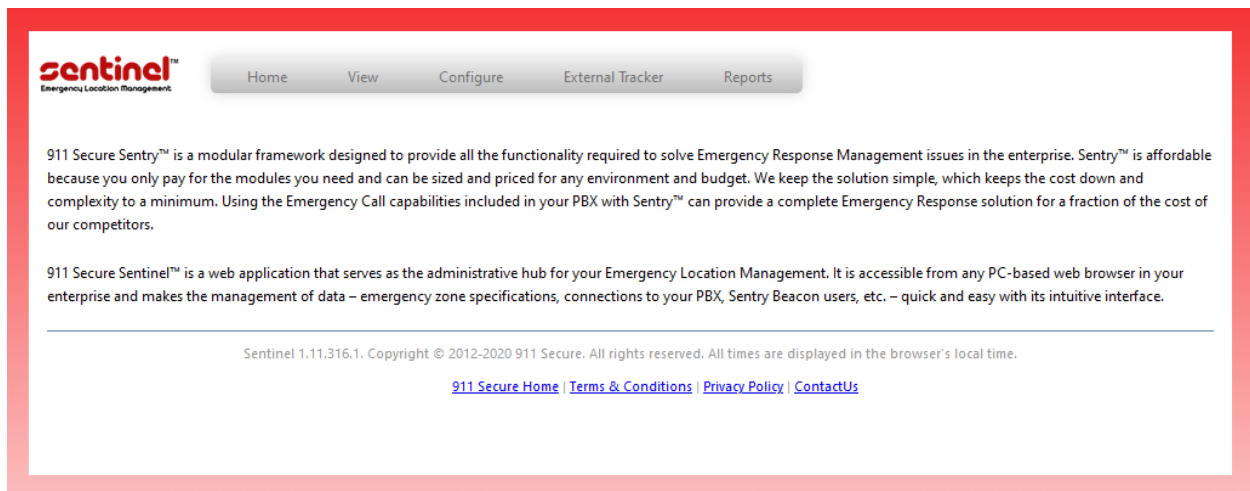 sentinel™
Emergency Location Management
Home View Configure External Tracker Reports
911 Secure Sentry™ is a modular framework designed to provide all the functionality required to solve Emergency Response Management issues in the enterprise. Sentry™ is affordable
because you only pay for the modules you need and can be sized and priced for any environment and budget. We keep the solution simple, which keeps the cost down and
complexity to a minimum. Using the Emergency Call capabilities included in your PBX with Sentry™ can provide a complete Emergency Response solution for a fraction of the cost of
our competitors.
911 Secure Sentinel™ is a web application that serves as the administrative hub for your Emergency Location Management. It is accessible from any PC-based web browser in your
enterprise and makes the management of data – emergency zone specifications, connections to your PBX, Sentry Beacon users, etc. – quick and easy with its intuitive interface.
Sentinel 1.11.316.1. Copyright © 2012-2020 911 Secure. All rights reserved. All times are displayed in the browser's local time.
911 Secure Home | Terms & Conditions | Privacy Policy | ContactUs